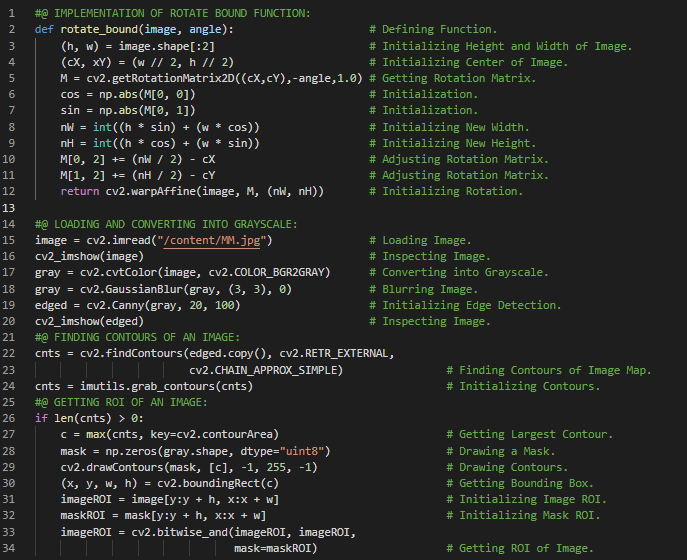 1 #@ IMPLEMENTATION OF ROTATE BOUND FUNCTION:
2 def rotate_bound(image, angle): # Defining Function.
3 (h, w) = image.shape[:2] # Initializing Height and Width of Image.
4 (cX, xY) = (w // 2, h // 2) # Initializing Center of Image.
5 M = cv2.getRotationMatrix2D((cX,cY),-angle,1.0) # Getting Rotation Matrix.
6 cos = np.abs(M[0, 0]) # Initialization.
7 sin = np.abs(M[0, 1]) # Initialization.
8 nW = int((h * sin) + (w * cos)) # Initializing New Width.
9 nH = int((h * cos) + (w * sin)) # Initializing New Height.
10 M[0, 2] += (nW / 2) - cX # Adjusting Rotation Matrix.
11 M[1, 2] += (nH / 2) - cY # Adjusting Rotation Matrix.
12 return cv2.warpAffine(image, M, (nW, nH)) # Initializing Rotation.
13
14 #@ LOADING AND CONVERTING INTO GRAYSCALE:
15 image = cv2.imread("/content/MM.jpg") # Loading Image.
16 cv2_imshow(image) # Inspecting Image.
17 gray = cv2.cvtColor(image, cv2.COLOR_BGR2GRAY) # Converting into Grayscale.
18 gray = cv2.GaussianBlur(gray, (3, 3), 0) # Blurring Image.
19 edged = cv2.Canny(gray, 20, 100) # Initializing Edge Detection.
20 cv2_imshow(edged) # Inspecting Image.
21 #@ FINDING CONTOURS OF AN IMAGE:
22 cnts = cv2.findContours(edged.copy(), cv2.RETR_EXTERNAL,
23 cv2.CHAIN_APPROX_SIMPLE) # Finding Contours of Image Map.
24 cnts = imutils.grab_contours(cnts) # Initializing Contours.
25 #@ GETTING ROI OF AN IMAGE:
26 if len(cnts) > 0:
27 c = max(cnts, key=cv2.contourArea) # Getting Largest Contour.
28 mask = np.zeros(gray.shape, dtype="uint8") # Drawing a Mask.
29 cv2.drawContours(mask, [c], -1, 255, -1) # Drawing Contours.
30 (x, y, w, h) = cv2.boundingRect(c) # Getting Bounding Box.
31 imageROI = image[y:y + h, x:x + w] # Initializing Image ROI.
32 maskROI = mask[y:y + h, x:x + w] # Initializing Mask ROI.
33 imageROI = cv2.bitwise_and(imageROI, imageROI,
34 mask=maskROI) # Getting ROI of Image.